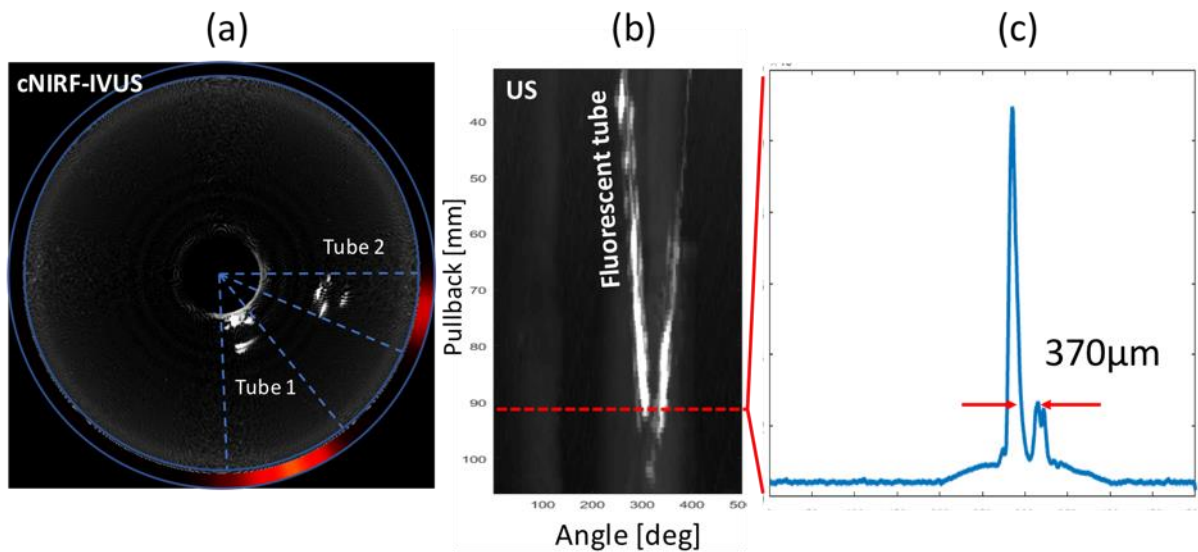 (a)
(b)
(c)
cNIRF-IVUS
Tube 2
Tube 1
US
Fluorescent tube
Pullback [mm]
40
50
60
70
80
90
100
100
200
300
400
Angle [deg]
370μm